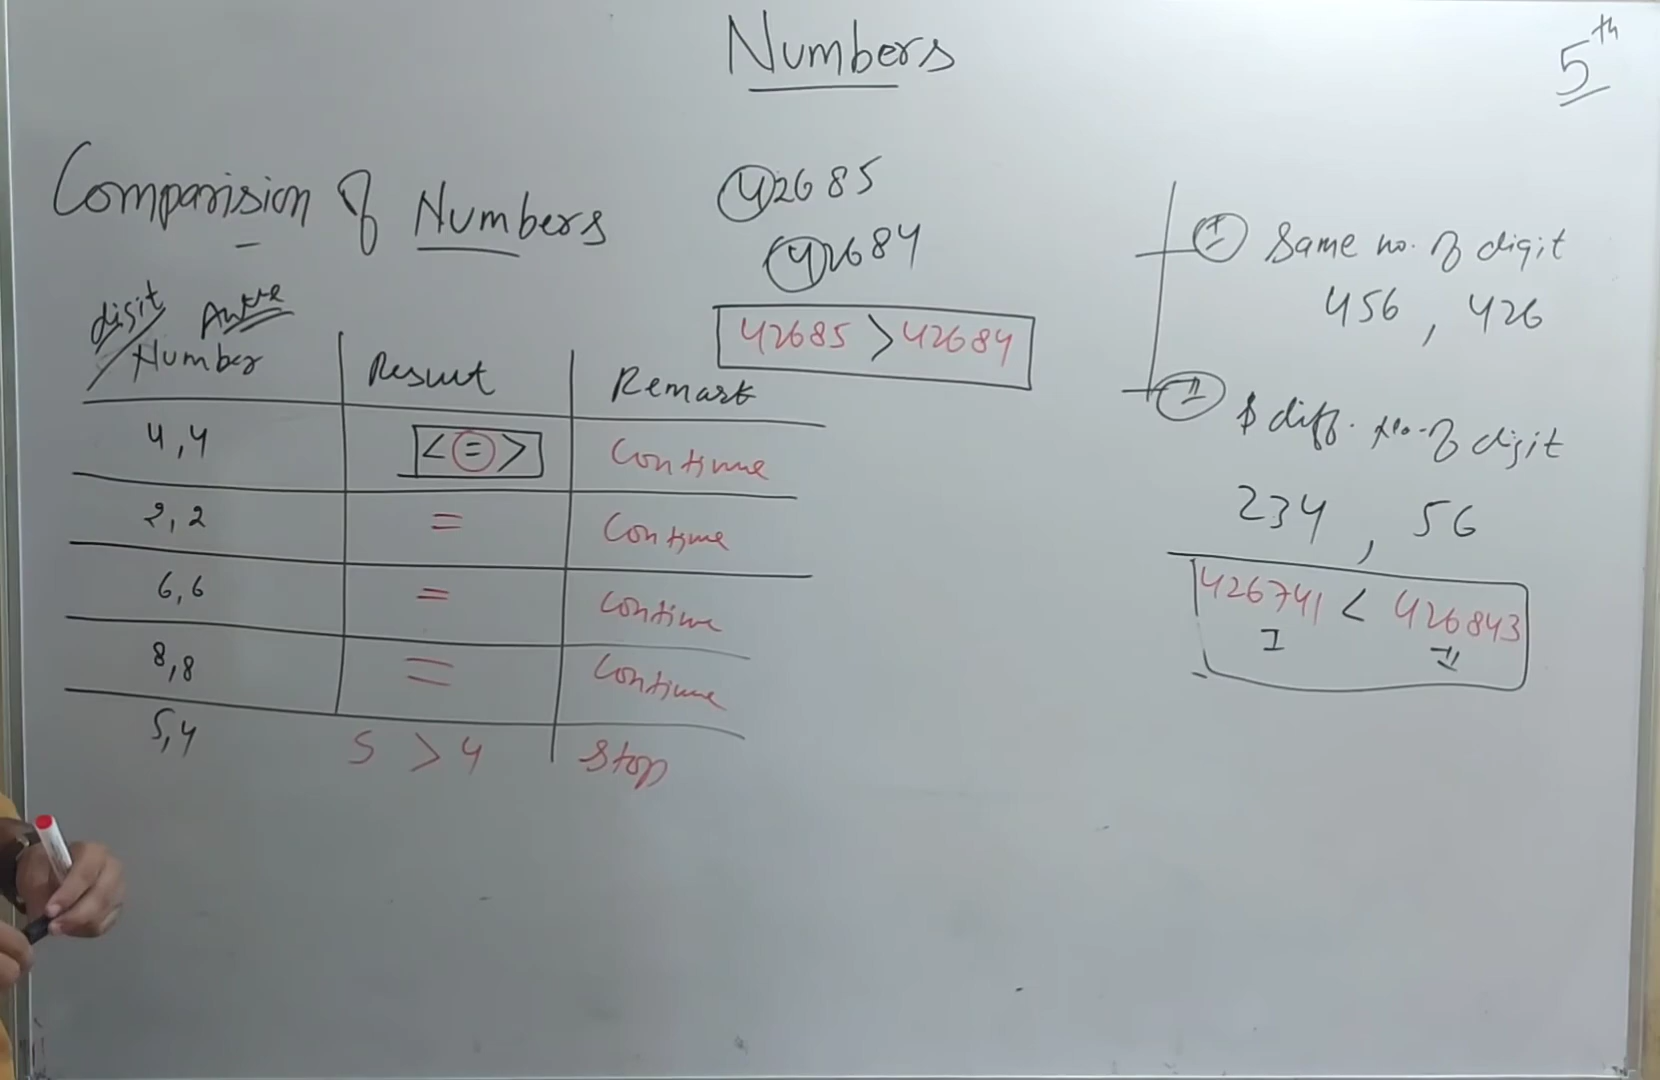 Numbers
5th
Comparision of Numbers
42685
42684
42685 > 42684
digit
Number | Result | Remark
4,4 | < = > | Continue
2,2 | = | Continue
6,6 | = | Continue
8,8 | = | Continue
5,4 | 5 > 4 | Stop
I Same no. of digit
456 , 426
II diff. no. of digit
234 , 56
426741 < 426843
I II